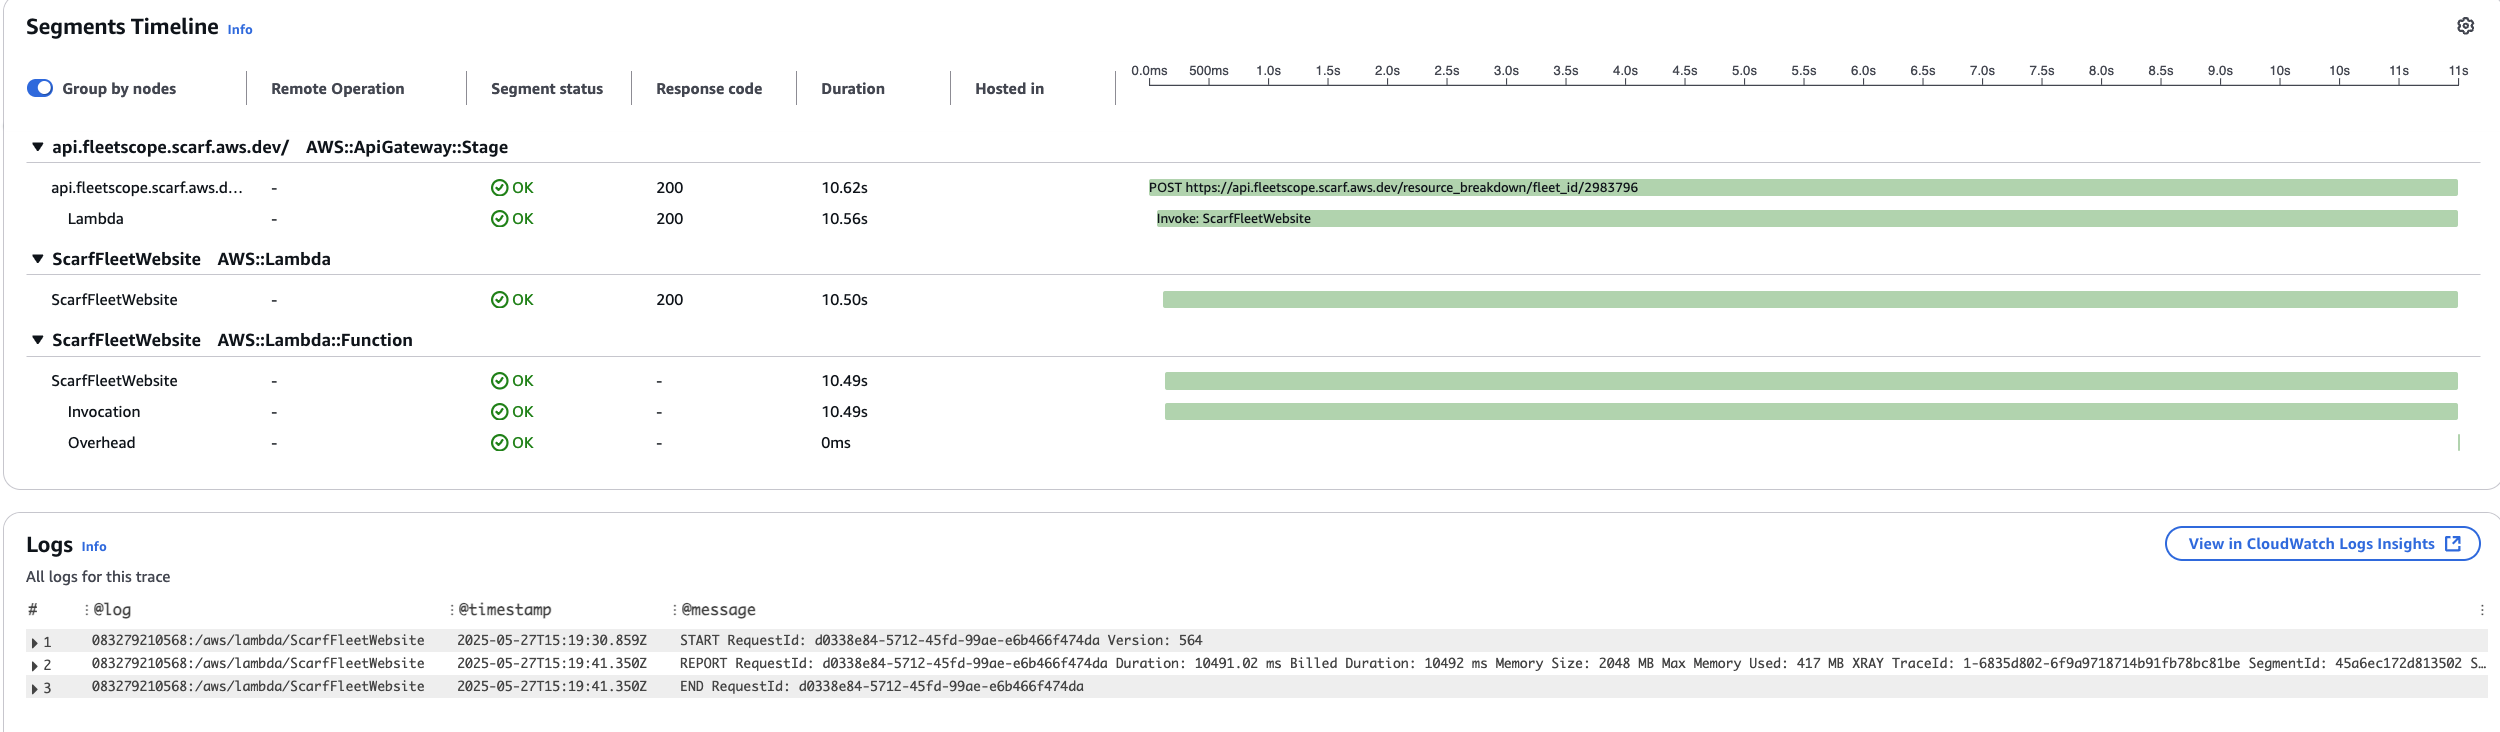 Segments Timeline Info
Group by nodes Remote Operation Segment status Response code Duration Hosted in 0.0ms 500ms 1.0s 1.5s 2.0s 2.5s 3.0s 3.5s 4.0s 4.5s 5.0s 5.5s 6.0s 6.5s 7.0s 7.5s 8.0s 8.5s 9.0s 10s 10s 11s 11s
api.fleetscope.scarf.aws.dev/ AWS::ApiGateway::Stage
api.fleetscope.scarf.aws.d... - OK 200 10.62s POST https://api.fleetscope.scarf.aws.dev/resource_breakdown/fleet_id/2983796
Lambda - OK 200 10.56s Invoke: ScarfFleetWebsite
ScarfFleetWebsite AWS::Lambda
ScarfFleetWebsite - OK 200 10.50s
ScarfFleetWebsite AWS::Lambda::Function
ScarfFleetWebsite - OK - 10.49s
Invocation - OK - 10.49s
Overhead - OK - 0ms
Logs Info
View in CloudWatch Logs Insights
All logs for this trace
# @log @timestamp @message
1 083279210568:/aws/lambda/ScarfFleetWebsite 2025-05-27T15:19:30.859Z START RequestId: d0338e84-5712-45fd-99ae-e6b466f474da Version: 564
2 083279210568:/aws/lambda/ScarfFleetWebsite 2025-05-27T15:19:41.350Z REPORT RequestId: d0338e84-5712-45fd-99ae-e6b466f474da Duration: 10491.02 ms Billed Duration: 10492 ms Memory Size: 2048 MB Max Memory Used: 417 MB XRAY TraceId: 1-6835d802-6f9a9718714b91fb78bc81be SegmentId: 45a6ec172d813502 S...
3 083279210568:/aws/lambda/ScarfFleetWebsite 2025-05-27T15:19:41.350Z END RequestId: d0338e84-5712-45fd-99ae-e6b466f474da